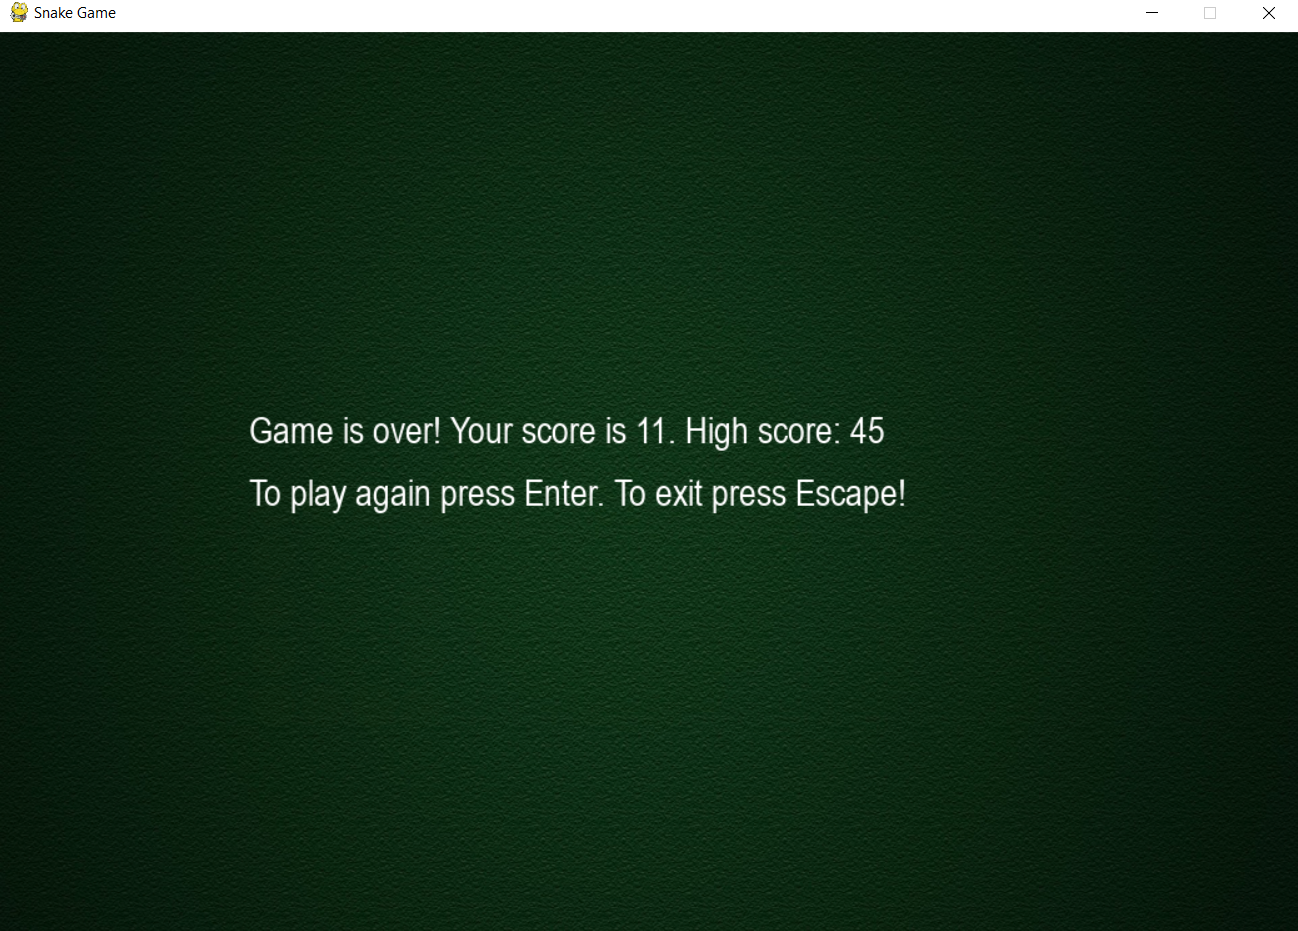 Snake Game
Game is over! Your score is 11. High score: 45
To play again press Enter. To exit press Escape!